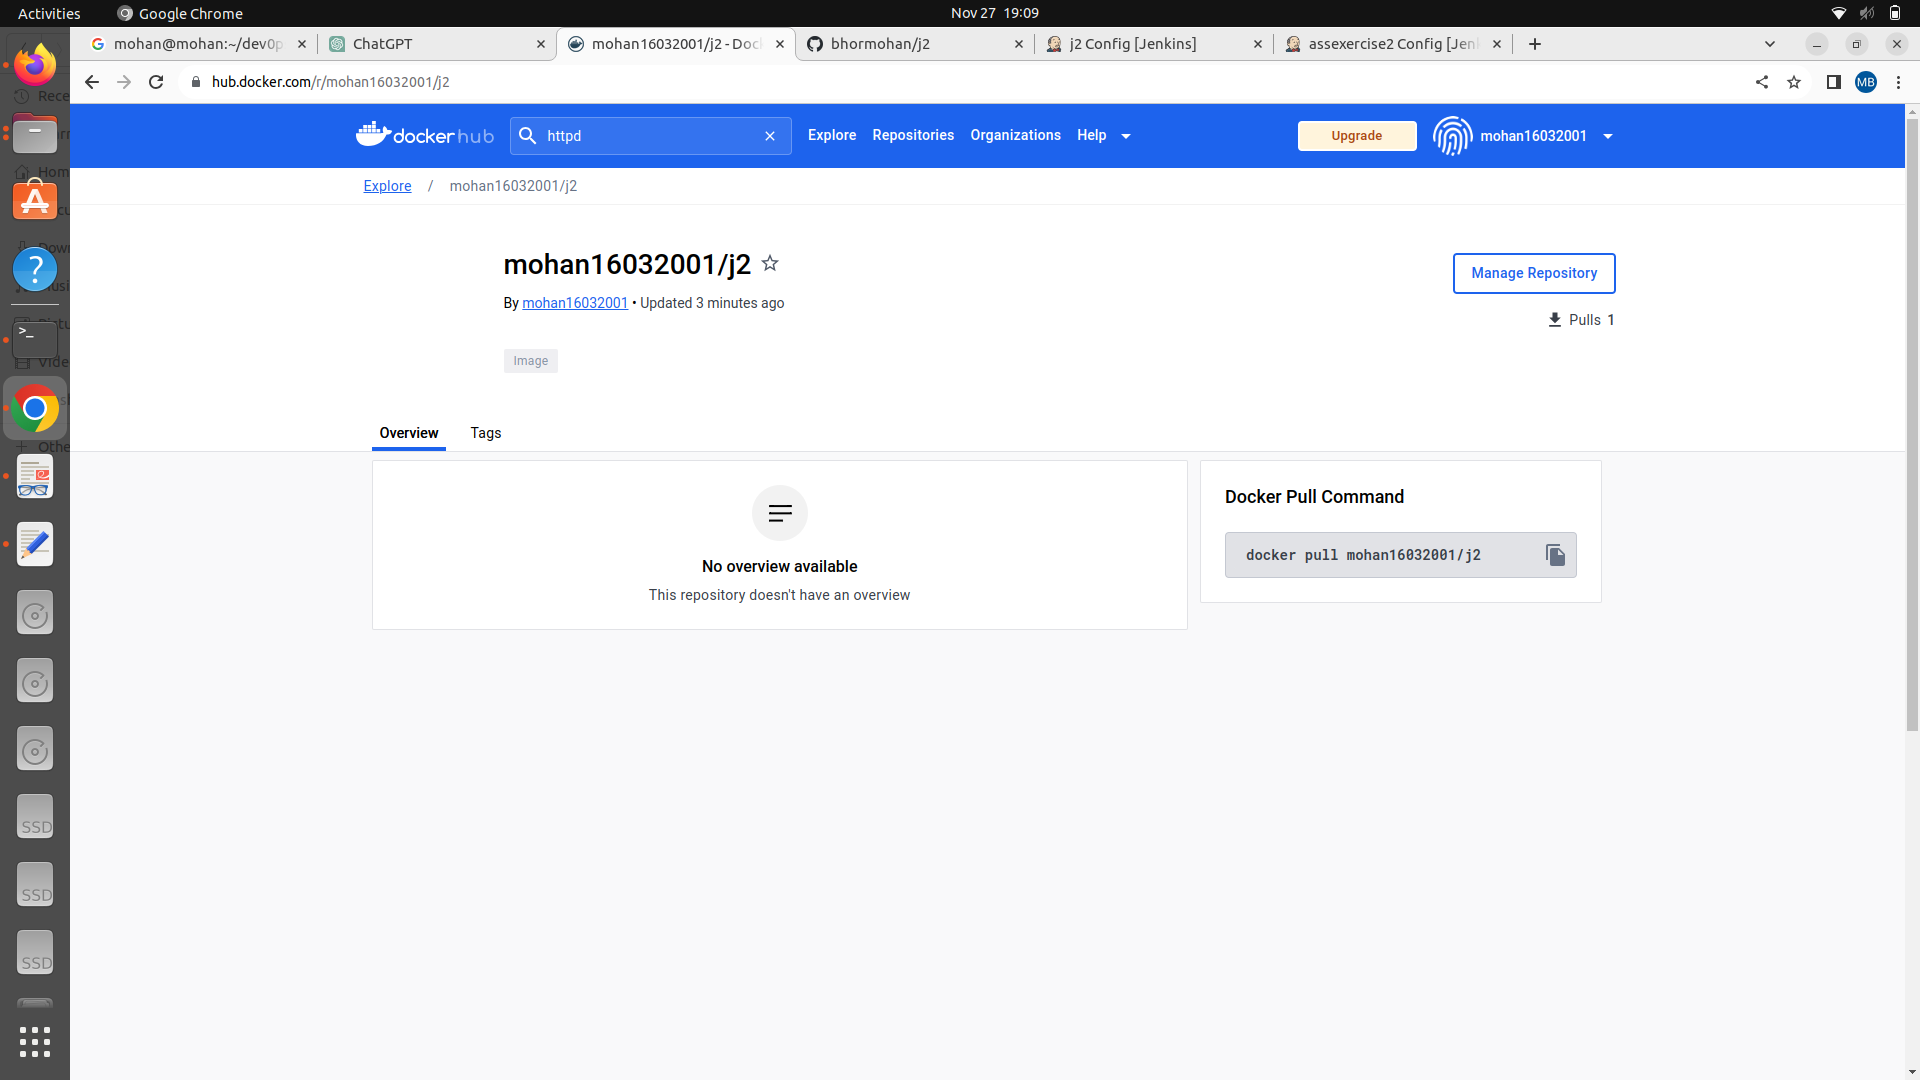 Activities
Google Chrome
Nov 27 19:09
mohan@mohan:~/dev0p
ChatGPT
mohan16032001/j2 - Doc
bhormohan/j2
j2 Config [Jenkins]
assexercise2 Config [Jen
hub.docker.com/r/mohan16032001/j2
MB
dockerhub
httpd
Explore
Repositories
Organizations
Help
Upgrade
mohan16032001
Explore / mohan16032001/j2
mohan16032001/j2
By mohan16032001 • Updated 3 minutes ago
Manage Repository
Pulls 1
Image
Overview
Tags
No overview available
This repository doesn't have an overview
Docker Pull Command
docker pull mohan16032001/j2
Rece
Hom
Dow
usi
Vide
Othe
SSD
SSD
SSD